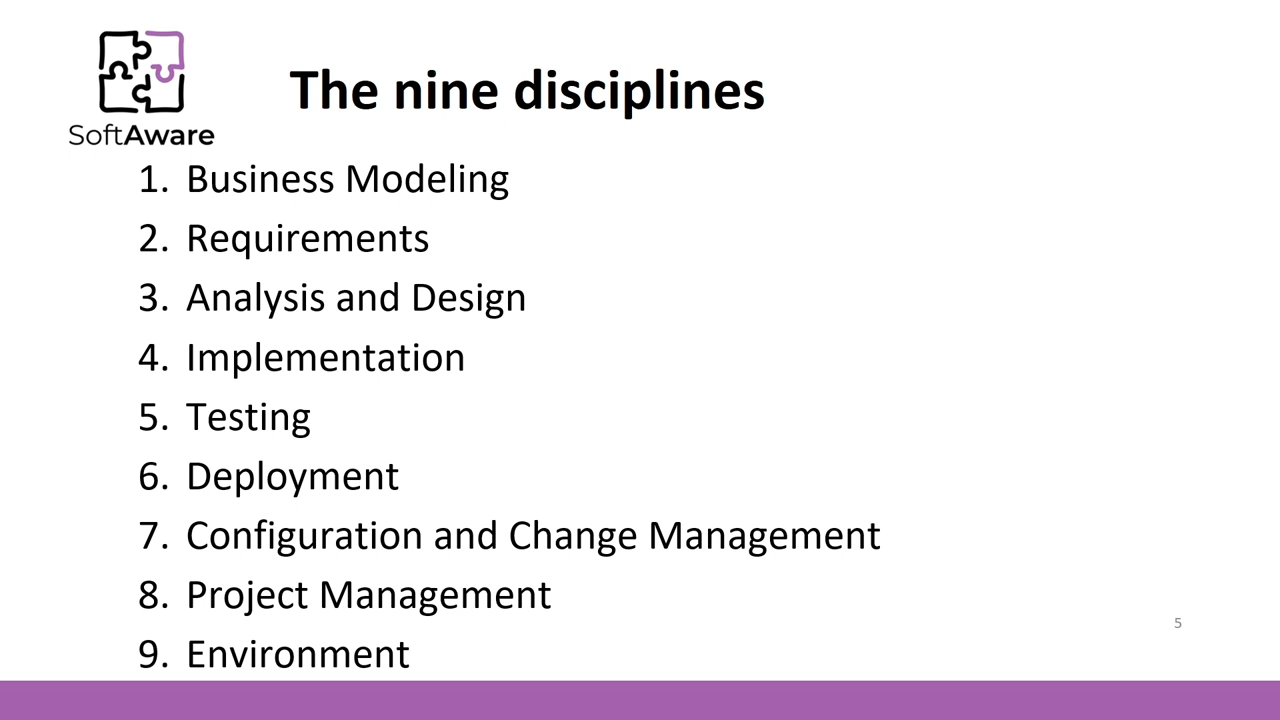 SoftAware
The nine disciplines
1. Business Modeling
2. Requirements
3. Analysis and Design
4. Implementation
5. Testing
6. Deployment
7. Configuration and Change Management
8. Project Management
9. Environment
5